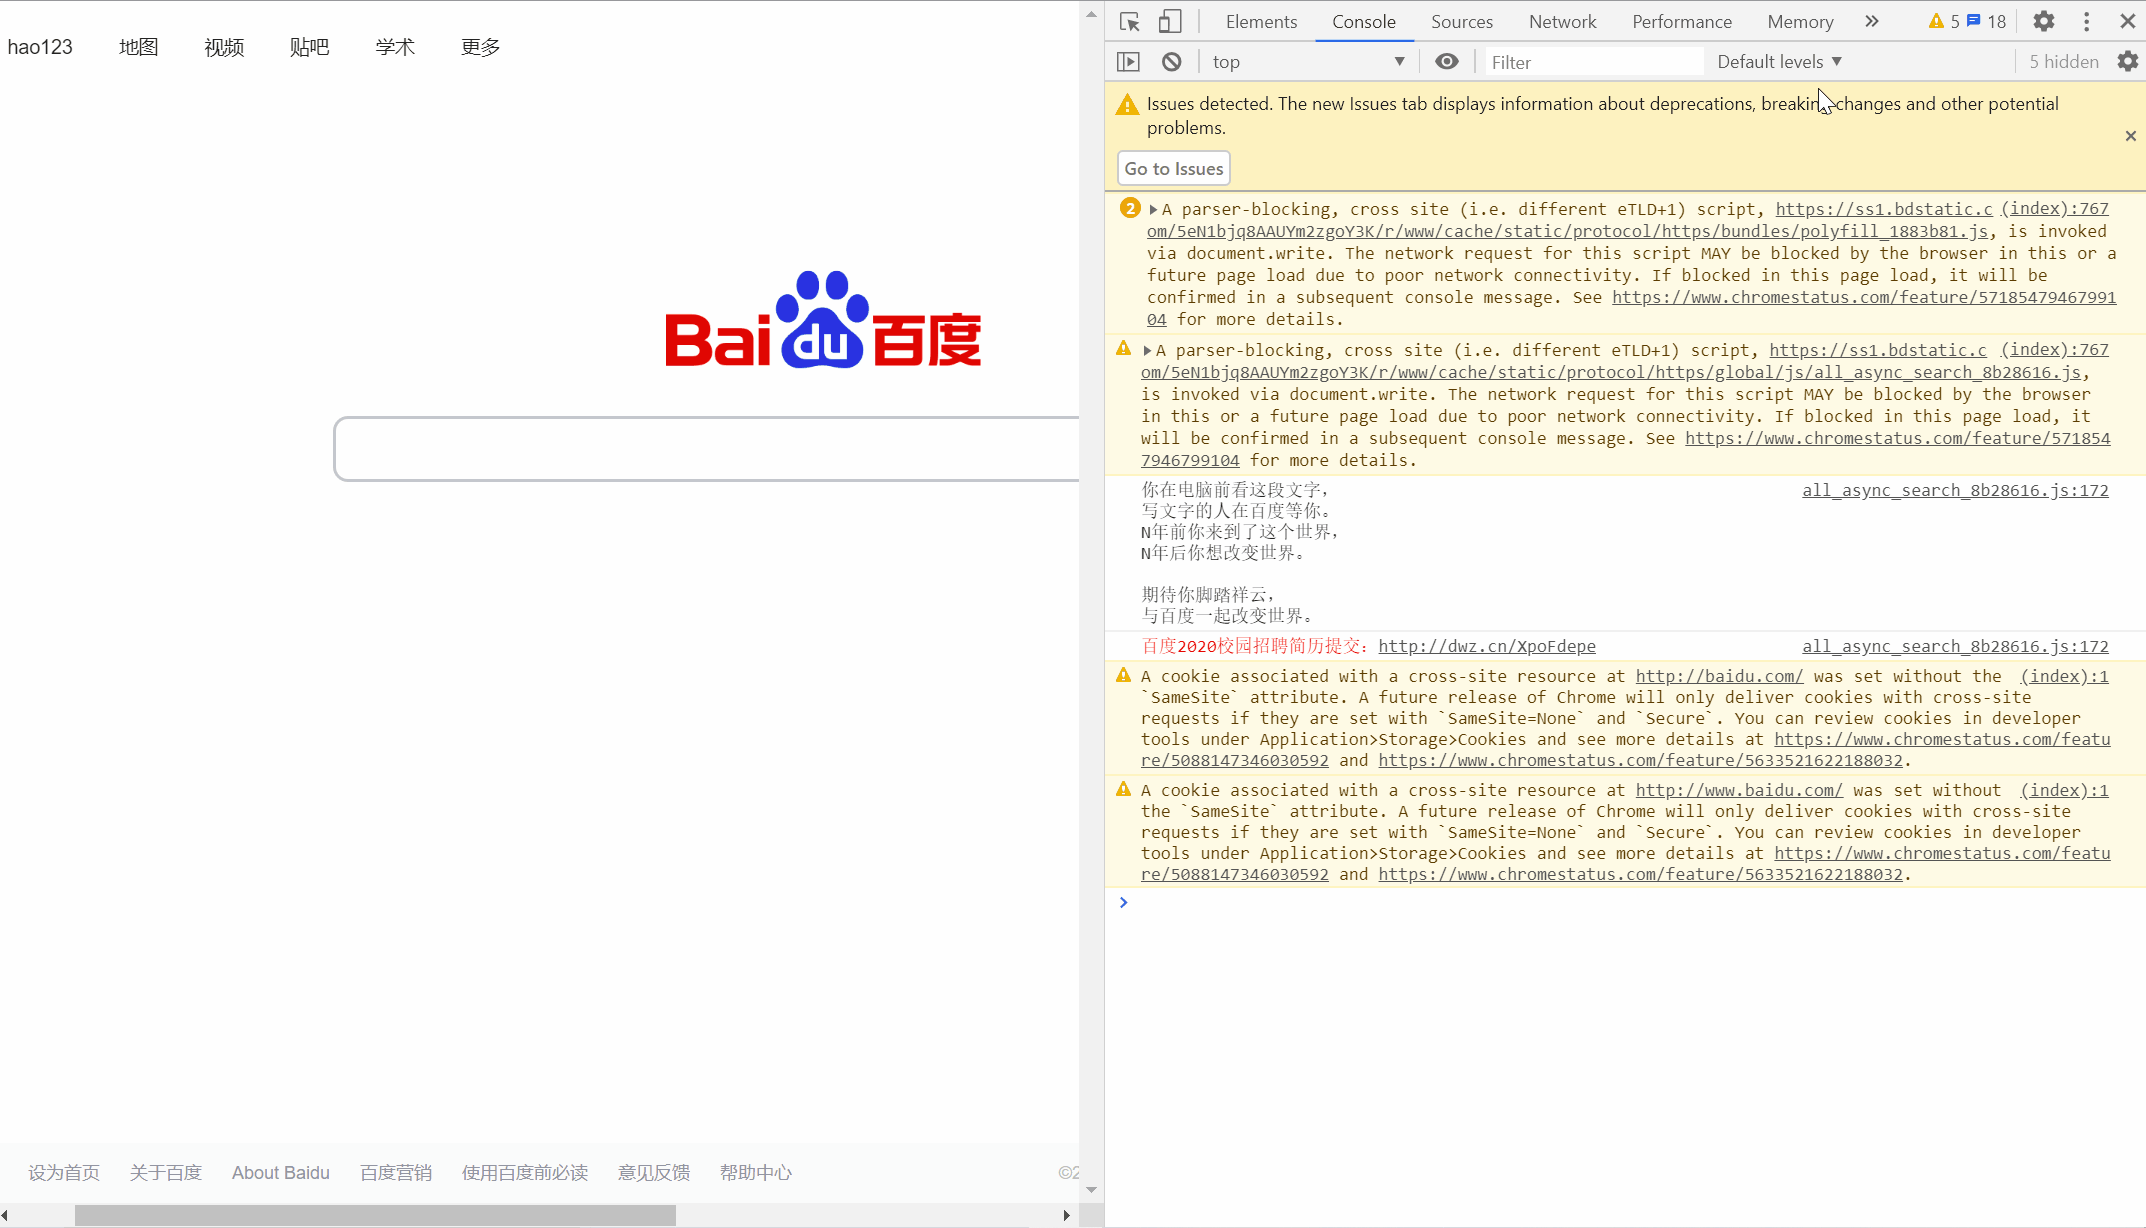 hao123 地图 视频 贴吧 学术 更多
Baidu百度
设为首页 关于百度 About Baidu 百度营销 使用百度前必读 意见反馈 帮助中心 ©2
Elements Console Sources Network Performance Memory 5 18
top Filter Default levels 5 hidden
Issues detected. The new Issues tab displays information about deprecations, breaking changes and other potential
problems.
Go to Issues
2 A parser-blocking, cross site (i.e. different eTLD+1) script, https://ss1.bdstatic.c (index):767
om/5eN1bjq8AAUYm2zgoY3K/r/www/cache/static/protocol/https/bundles/polyfill_1883b81.js, is invoked
via document.write. The network request for this script MAY be blocked by the browser in this or a
future page load due to poor network connectivity. If blocked in this page load, it will be
confirmed in a subsequent console message. See https://www.chromestatus.com/feature/57185479467991
04 for more details.
A parser-blocking, cross site (i.e. different eTLD+1) script, https://ss1.bdstatic.c (index):767
om/5eN1bjq8AAUYm2zgoY3K/r/www/cache/static/protocol/https/global/js/all_async_search_8b28616.js,
is invoked via document.write. The network request for this script MAY be blocked by the browser
in this or a future page load due to poor network connectivity. If blocked in this page load, it
will be confirmed in a subsequent console message. See https://www.chromestatus.com/feature/571854
7946799104 for more details.
你在电脑前看这段文字， all_async_search_8b28616.js:172
写文字的人在百度等你。
N年前你来到了这个世界，
N年后你想改变世界。
期待你脚踏祥云，
与百度一起改变世界。
百度2020校园招聘简历提交：http://dwz.cn/XpoFdepe all_async_search_8b28616.js:172
A cookie associated with a cross-site resource at http://baidu.com/ was set without the (index):1
`SameSite` attribute. A future release of Chrome will only deliver cookies with cross-site
requests if they are set with `SameSite=None` and `Secure`. You can review cookies in developer
tools under Application>Storage>Cookies and see more details at https://www.chromestatus.com/featu
re/5088147346030592 and https://www.chromestatus.com/feature/5633521622188032.
A cookie associated with a cross-site resource at http://www.baidu.com/ was set without (index):1
the `SameSite` attribute. A future release of Chrome will only deliver cookies with cross-site
requests if they are set with `SameSite=None` and `Secure`. You can review cookies in developer
tools under Application>Storage>Cookies and see more details at https://www.chromestatus.com/featu
re/5088147346030592 and https://www.chromestatus.com/feature/5633521622188032.